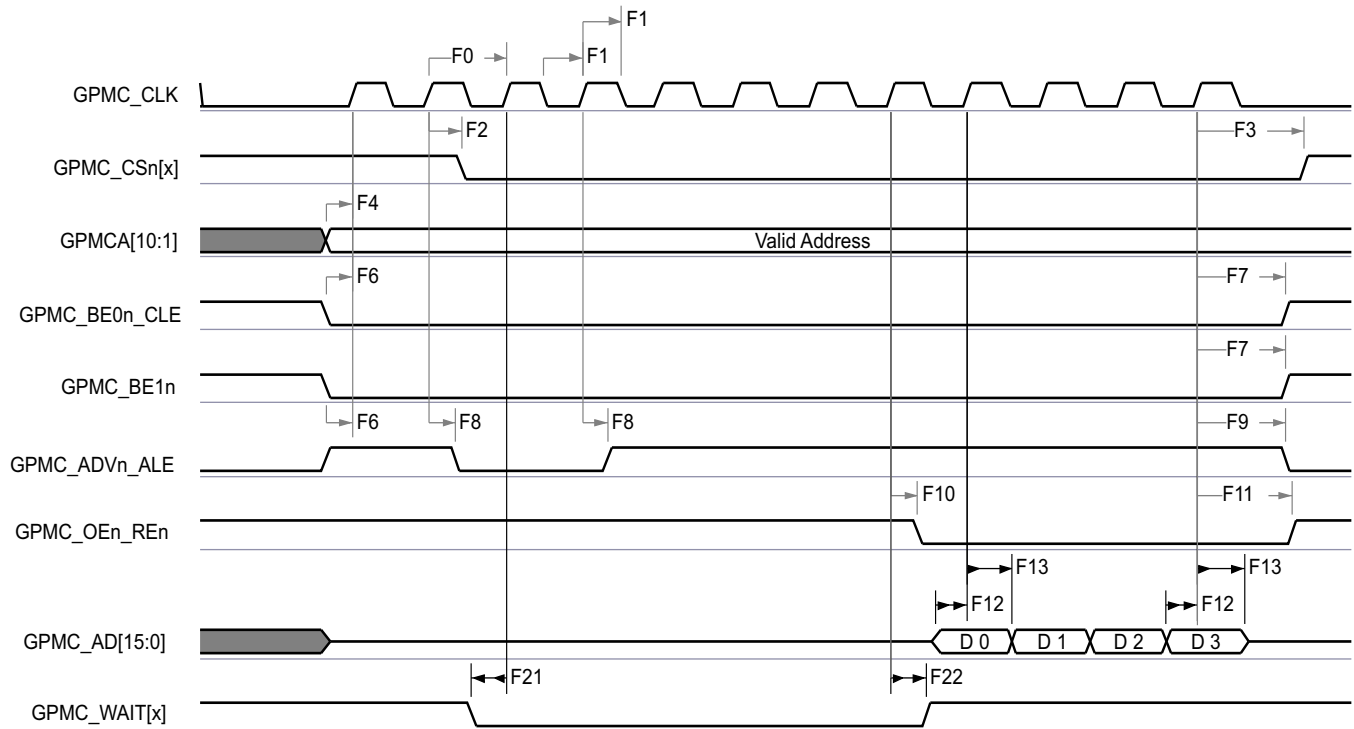 F1
F0
F1
GPMC_CLK
F2
F3
GPMC_CSn[x]
F4
GPMCA[10:1]
Valid Address
F6
F7
GPMC_BE0n_CLE
F7
GPMC_BE1n
F6
F8
F8
F9
GPMC_ADVn_ALE
F10
F11
GPMC_OEn_REn
F13
F13
F12
F12
GPMC_AD[15:0]
D 0
D 1
D 2
D 3
F21
F22
GPMC_WAIT[x]